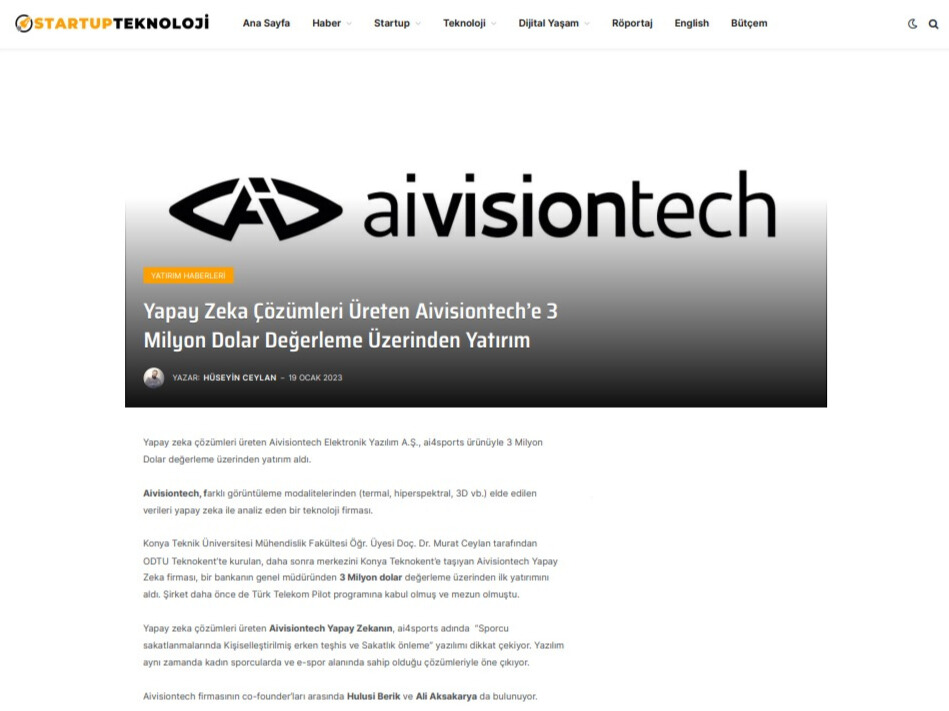 STARTUPTEKNOLOJİ
Ana Sayfa Haber Startup Teknoloji Dijital Yaşam Röportaj English Bütçem
aivisiontech
YATIRIM HABERLERİ
Yapay Zeka Çözümleri Üreten Aivisiontech’e 3
Milyon Dolar Değerleme Üzerinden Yatırım
YAZAR: HÜSEYİN CEYLAN – 19 OCAK 2023
Yapay zeka çözümleri üreten Aivisiontech Elektronik Yazılım A.Ş., ai4sports ürünüyle 3 Milyon
Dolar değerleme üzerinden yatırım aldı.
Aivisiontech, farklı görüntüleme modalitelerinden (termal, hiperspektral, 3D vb.) elde edilen
verileri yapay zeka ile analiz eden bir teknoloji firması.
Konya Teknik Üniversitesi Mühendislik Fakültesi Öğr. Üyesi Doç. Dr. Murat Ceylan tarafından
ODTU Teknokent’te kurulan, daha sonra merkezini Konya Teknokent’e taşıyan Aivisiontech Yapay
Zeka firması, bir bankanın genel müdüründen 3 Milyon dolar değerleme üzerinden ilk yatırımını
aldı. Şirket daha önce de Türk Telekom Pilot programına kabul olmuş ve mezun olmuştu.
Yapay zeka çözümleri üreten Aivisiontech Yapay Zekanın, ai4sports adında “Sporcu
sakatlanmalarında Kişiselleştirilmiş erken teşhis ve Sakatlık önleme” yazılımı dikkat çekiyor. Yazılım
aynı zamanda kadın sporcularda ve e-spor alanında sahip olduğu çözümleriyle öne çıkıyor.
Aivisiontech firmasının co-founder’ları arasında Hulusi Berik ve Ali Aksakarya da bulunuyor.